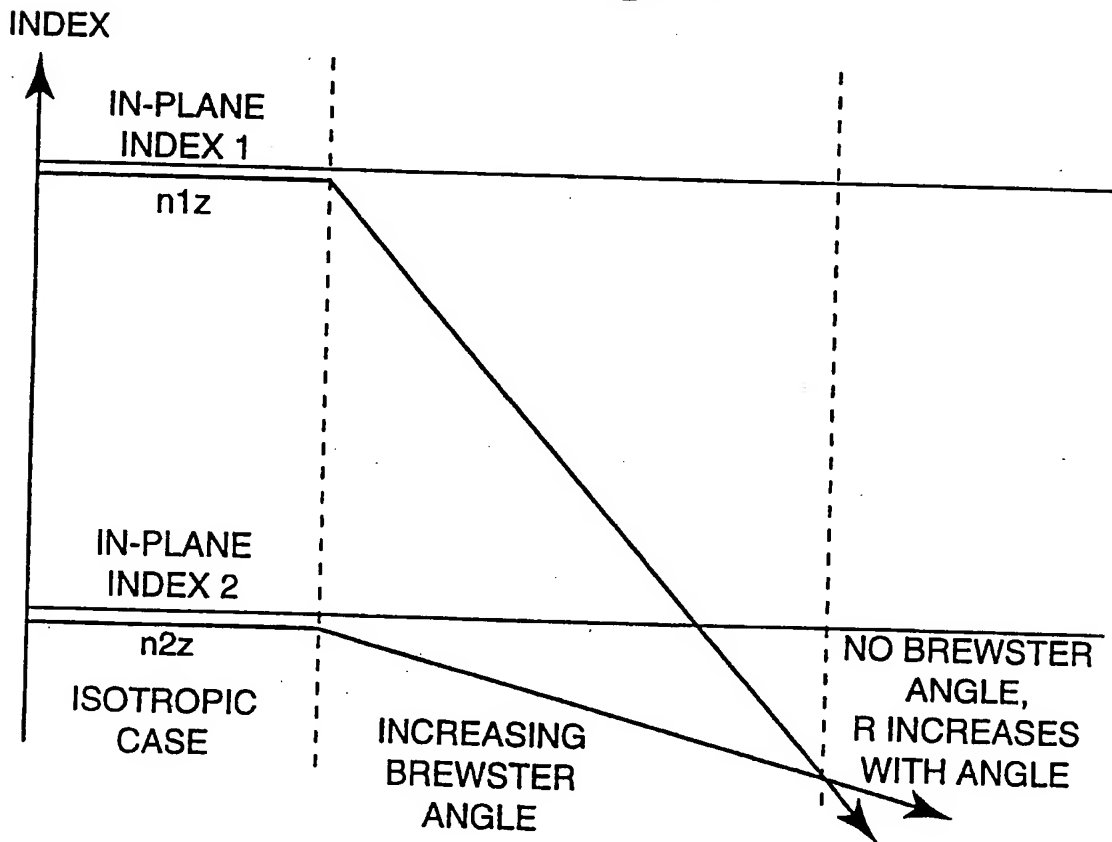 INDEX
IN-PLANE
INDEX 1
n1z
IN-PLANE
INDEX 2
n2z
ISOTROPIC
CASE
INCREASING
BREWSTER
ANGLE
NO BREWSTER
ANGLE,
R INCREASES
WITH ANGLE